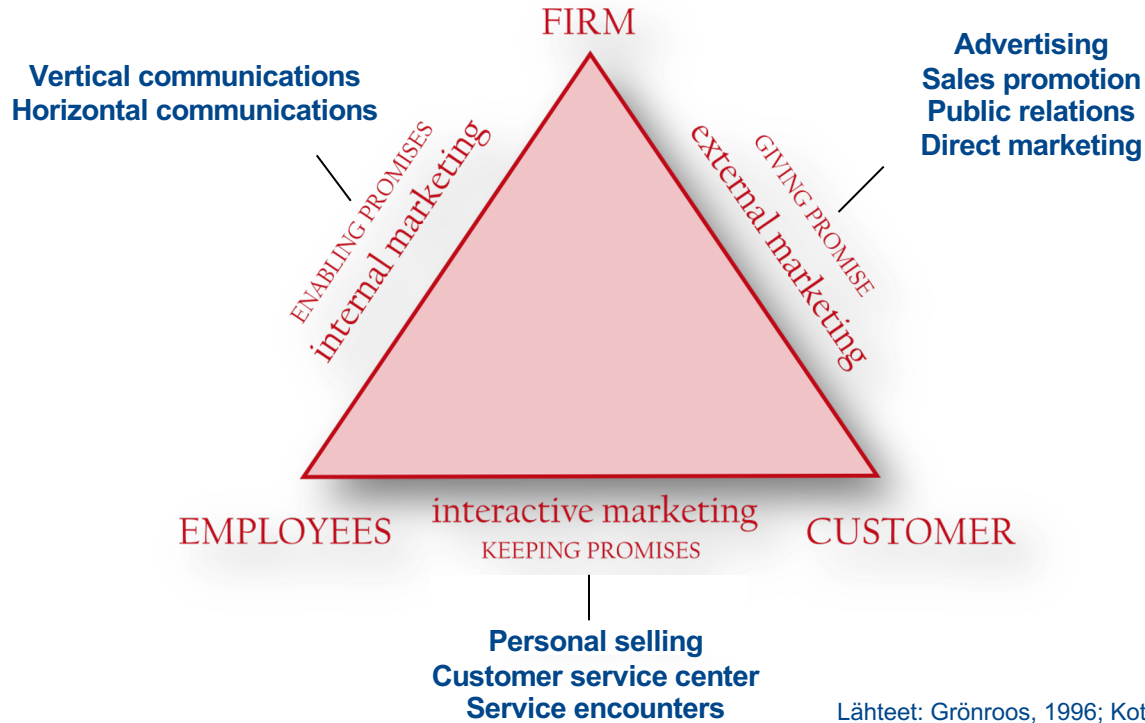 FIRM
Vertical communications
Horizontal communications
Advertising
Sales promotion
Public relations
Direct marketing
ENABLING PROMISES
internal marketing
GIVING PROMISE
external marketing
EMPLOYEES
interactive marketing
KEEPING PROMISES
CUSTOMER
Personal selling
Customer service center
Service encounters
Lähteet: Grönroos, 1996; Kot